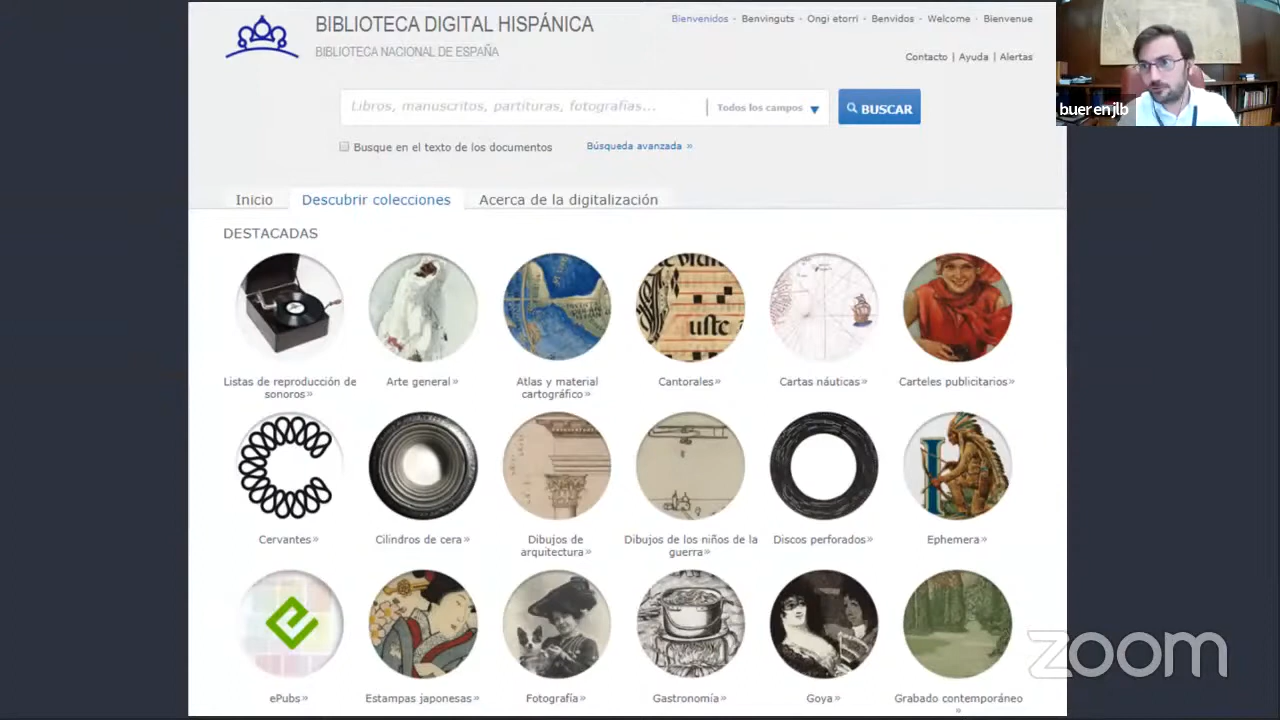 BIBLIOTECA DIGITAL HISPÁNICA
BIBLIOTECA NACIONAL DE ESPAÑA
Bienvenidos - Benvinguts - Ongi etorri - Benvidos - Welcome - Bienvenue
Contacto | Ayuda | Alertas
Libros, manuscritos, partituras, fotografías...
Todos los campos
BUSCAR
Busque en el texto de los documentos
Búsqueda avanzada »
buerenjlb
Inicio
Descubrir colecciones
Acerca de la digitalización
DESTACADAS
uste
Listas de reproducción de
sonoros»
Arte general»
Atlas y material
cartográfico»
Cantorales»
Cartas náuticas»
Carteles publicitarios»
Cervantes»
Cilindros de cera»
Dibujos de
arquitectura»
Dibujos de los niños de la
guerra»
Discos perforados»
Ephemera»
ePubs»
Estampas japonesas»
Fotografía»
Gastronomía»
Goya»
Grabado contemporáneo
»
zoom